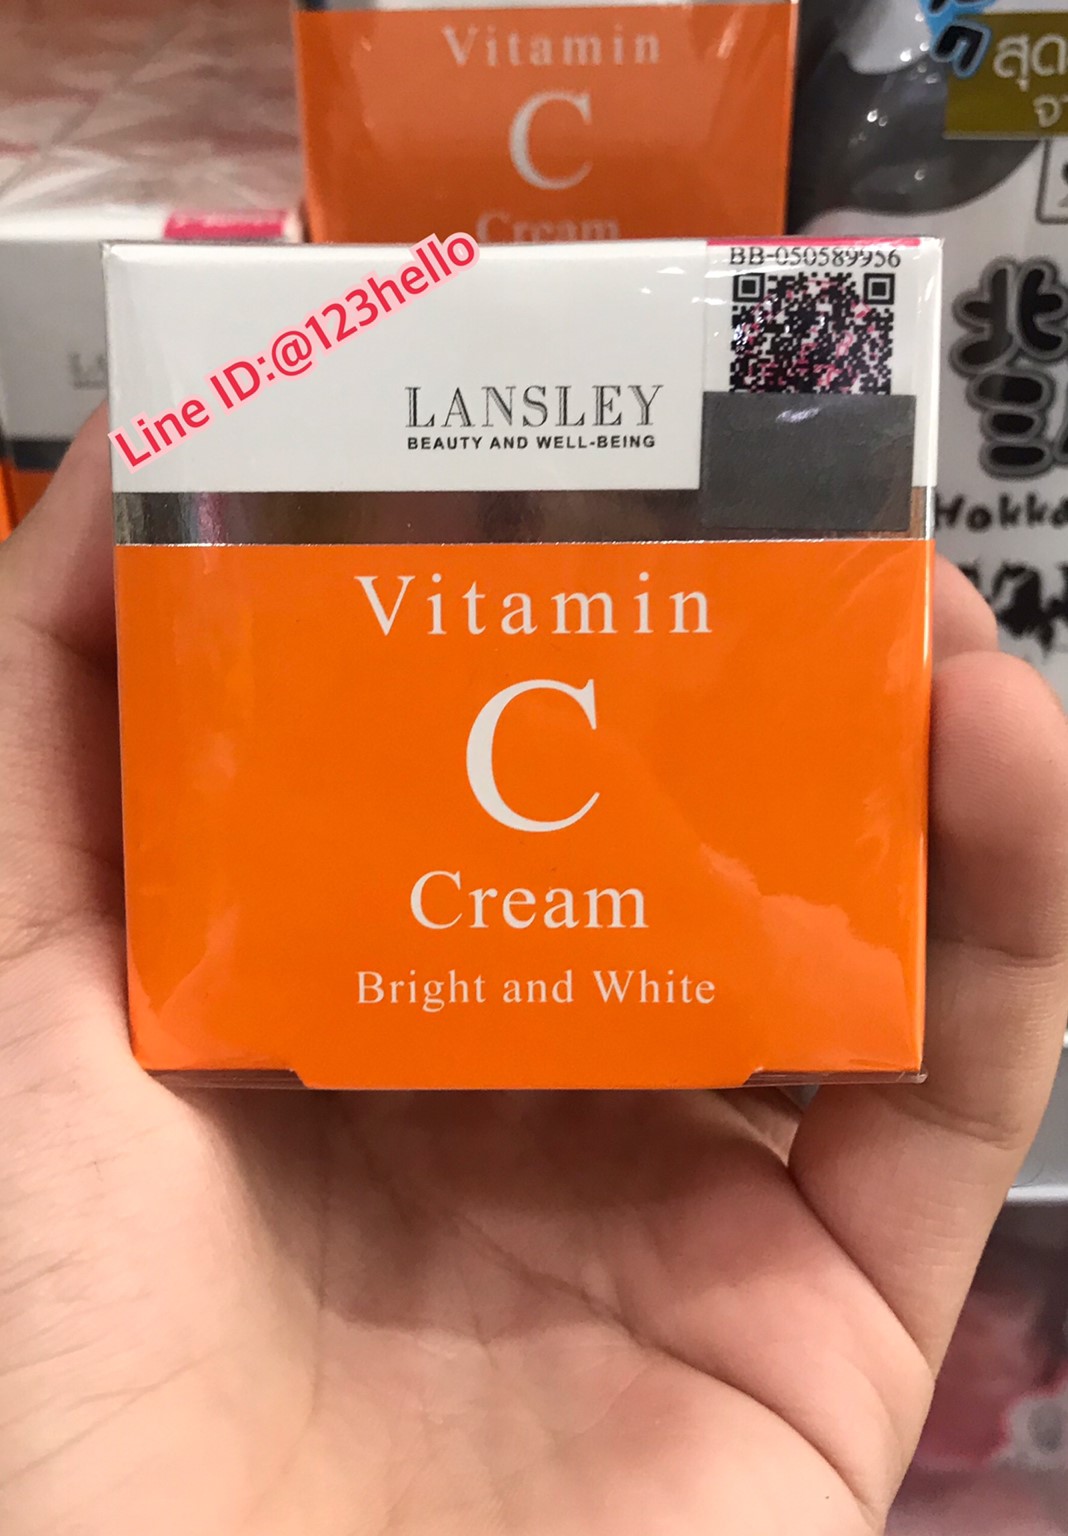 Vitamin
C
Cream
สุด
BB-050589956
Line ID:@123hello
LANSLEY
BEAUTY AND WELL-BEING
Vitamin
C
Cream
Bright and White
北